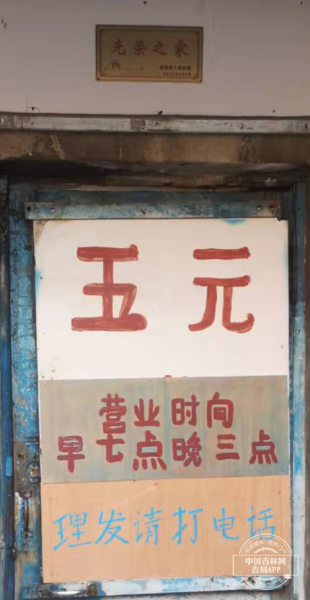 光荣之家
五元
营业时向
早七点晚三点
理发请打电话
中国吉林网
吉刻APP